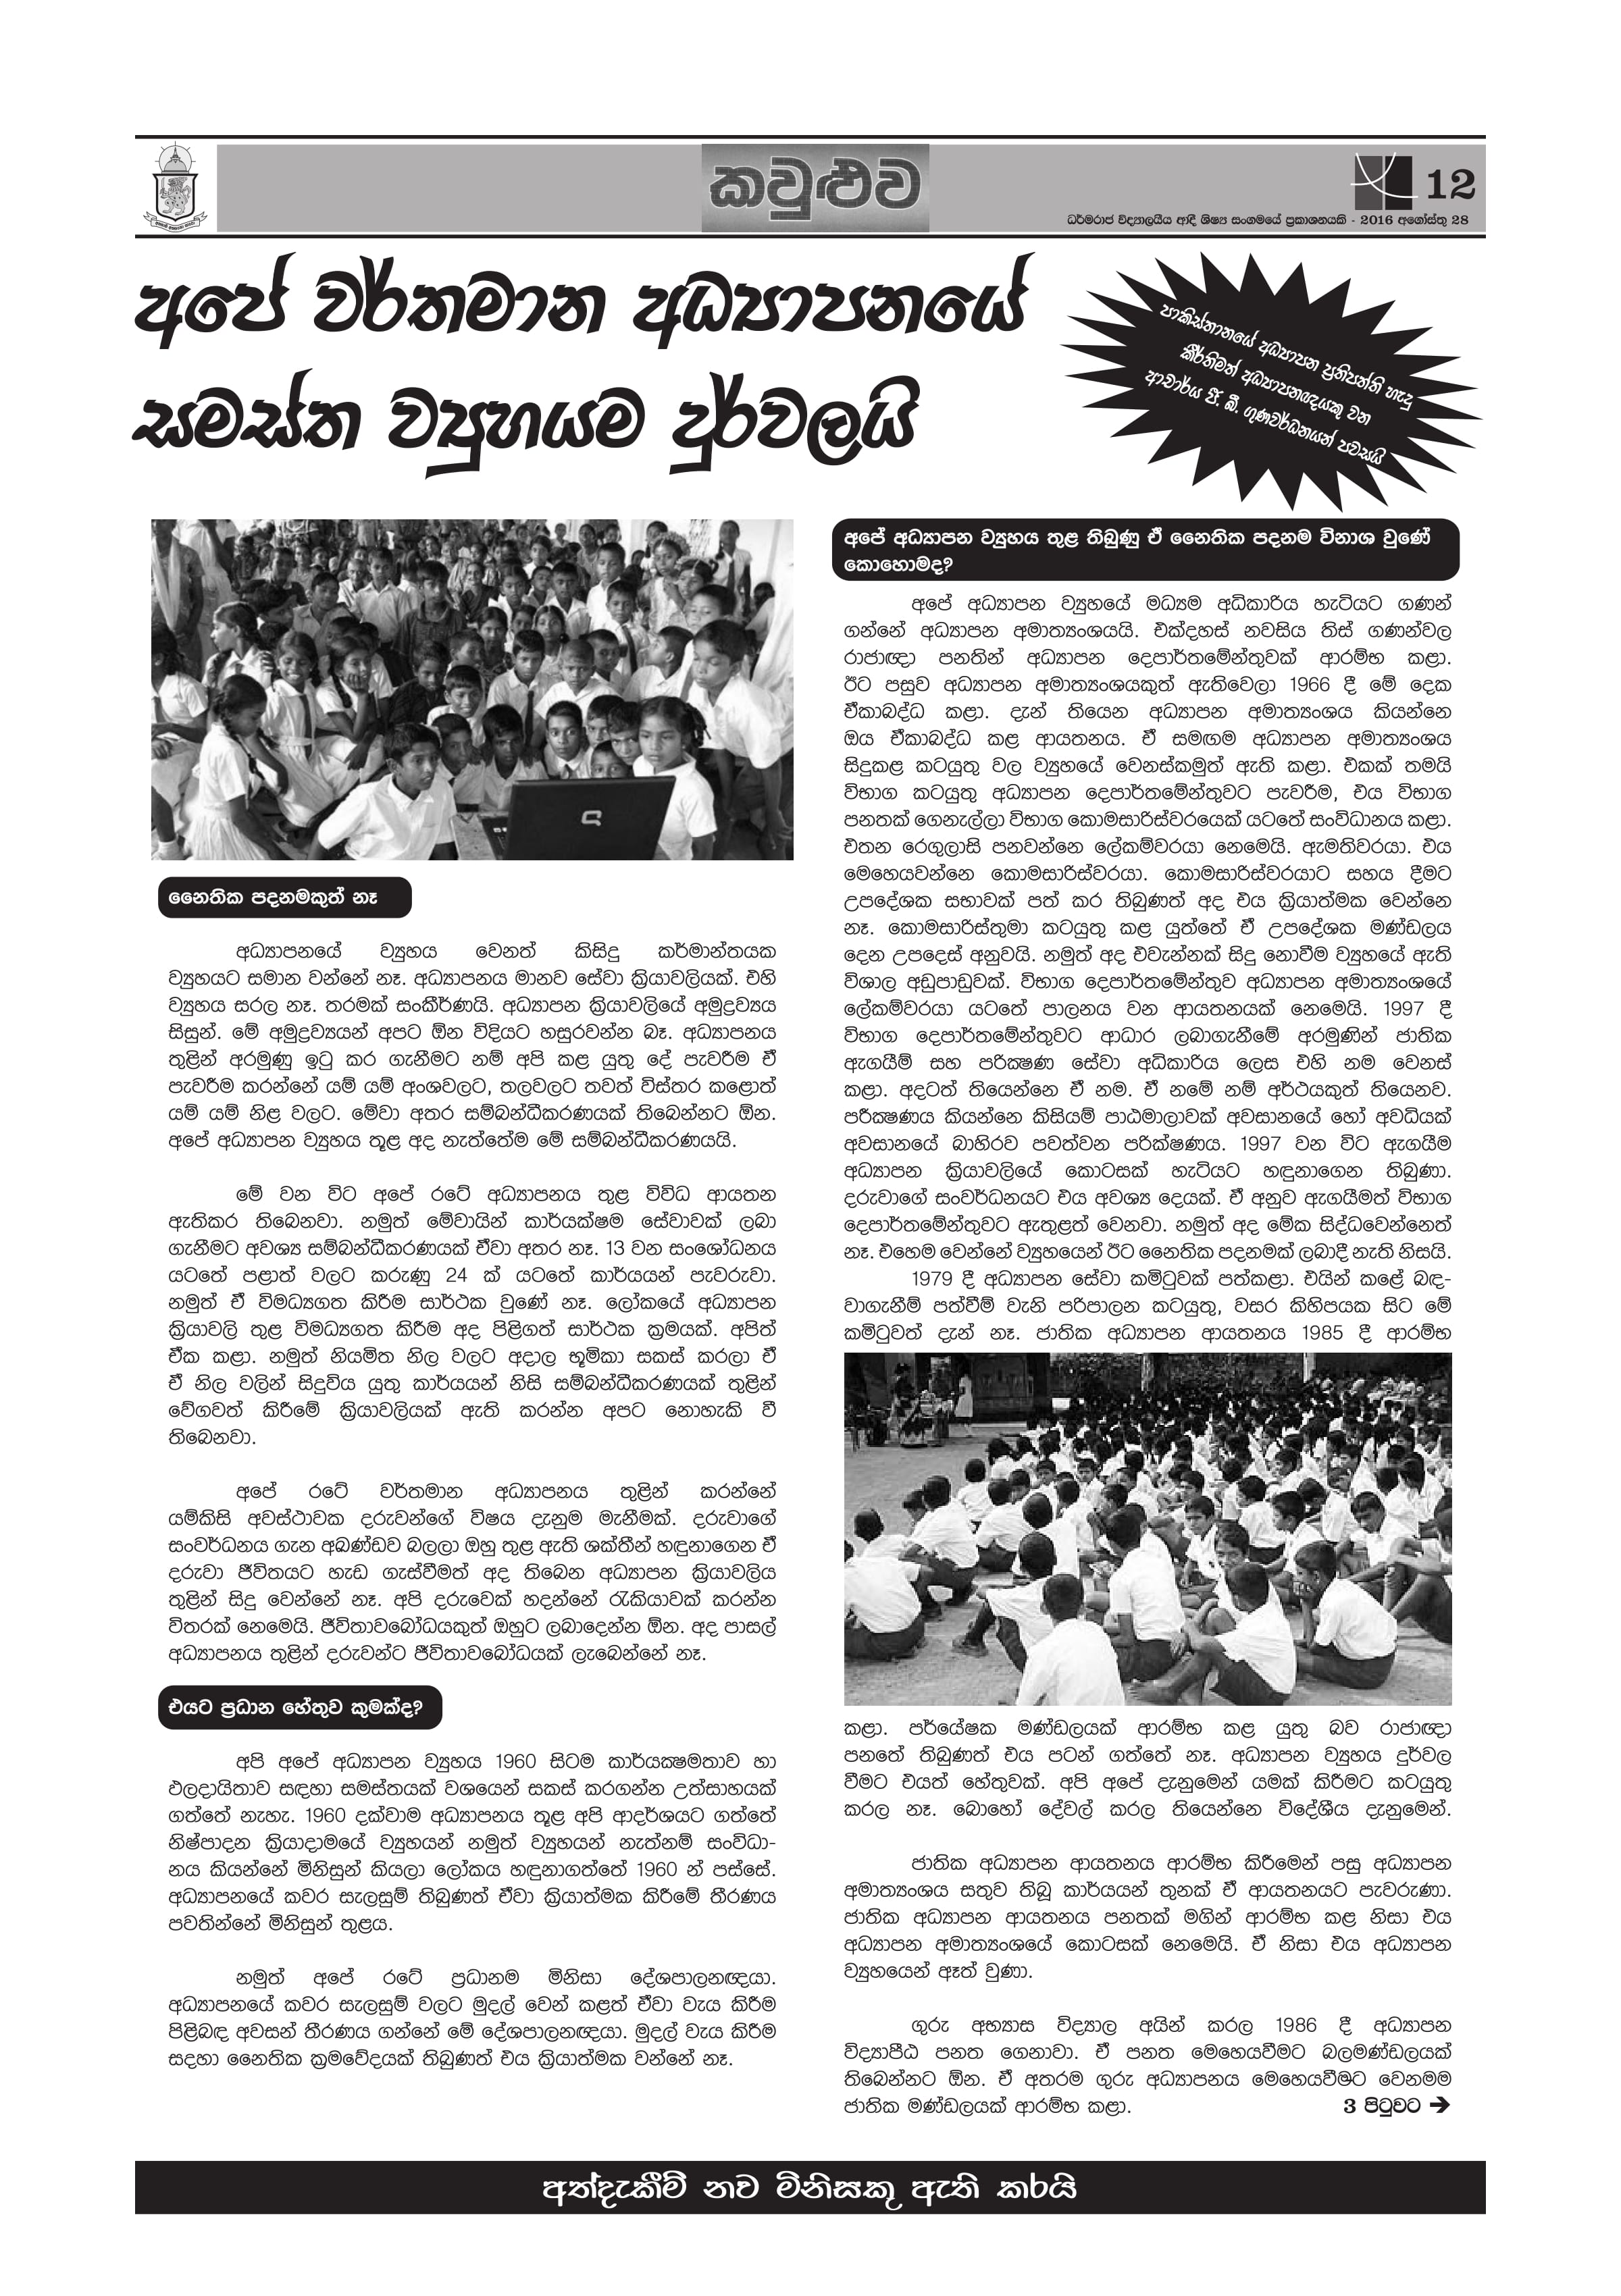 කවුළුව
12
ධර්මරාජ විද්‍යාලයීය ආදී ශිෂ්‍ය සංගමයේ ප්‍රකාශනයකි - 2016 අගෝස්තු 28
අපේ වර්තමාන අධ්‍යාපනයේ
සමස්ත ව්‍යුහයම දුර්වලයි
පාකිස්තානයේ අධ්‍යාපන ප්‍රතිපත්ති හැදූ
කීර්තිමත් අධ්‍යාපනඥයකු වන
ආචාර්ය ජී. බී. ගුණවර්ධනයන් පවසයි
නෛතික පදනමකුත් නෑ
අධ්‍යාපනයේ ව්‍යුහය වෙනත් කිසිදු කර්මාන්තයක
ව්‍යුහයට සමාන වන්නේ නෑ. අධ්‍යාපනය මානව සේවා ක්‍රියාවලියක්. එහි
ව්‍යුහය සරල නෑ. තරමක් සංකීර්ණයි. අධ්‍යාපන ක්‍රියාවලියේ අමුද්‍රව්‍යය
සිසුන්. මේ අමුද්‍රව්‍යයන් අපට ඕන විදියට හසුරවන්න බෑ. අධ්‍යාපනය
තුළින් අරමුණු ඉටු කර ගැනීමට නම් අපි කළ යුතු දේ පැවරීම ඒ
පැවරීම කරන්නේ යම් යම් අංශවලට, තලවලට තවත් විස්තර කළොත්
යම් යම් නිළ වලට. මේවා අතර සම්බන්ධීකරණයක් තිබෙන්නට ඕන.
අපේ අධ්‍යාපන ව්‍යුහය තුළ අද නැත්තේම මේ සම්බන්ධීකරණයයි.
මේ වන විට අපේ රටේ අධ්‍යාපනය තුළ විවිධ ආයතන
ඇතිකර තිබෙනවා. නමුත් මේවායින් කාර්යක්ෂම සේවාවක් ලබා
ගැනීමට අවශ්‍ය සම්බන්ධීකරණයක් ඒවා අතර නෑ. 13 වන සංශෝධනය
යටතේ පළාත් වලට කරුණු 24 ක් යටතේ කාර්යයන් පැවරුවා.
නමුත් ඒ විමධ්‍යගත කිරීම සාර්ථක වුණේ නෑ. ලෝකයේ අධ්‍යාපන
ක්‍රියාවලි තුළ විමධ්‍යගත කිරීම අද පිළිගත් සාර්ථක ක්‍රමයක්. අපිත්
ඒක කළා. නමුත් නියමිත නිල වලට අදාල භූමිකා සකස් කරලා ඒ
ඒ නිල වලින් සිදුවිය යුතු කාර්යයන් නිසි සම්බන්ධීකරණයක් තුළින්
වේගවත් කිරීමේ ක්‍රියාවලියක් ඇති කරන්න අපට නොහැකි වී
තිබෙනවා.
අපේ රටේ වර්තමාන අධ්‍යාපනය තුළින් කරන්නේ
යම්කිසි අවස්ථාවක දරුවන්ගේ විෂය දැනුම මැනීමක්. දරුවාගේ
සංවර්ධනය ගැන අඛණ්ඩව බලලා ඔහු තුළ ඇති ශක්තීන් හඳුනාගෙන ඒ
දරුවා ජීවිතයට හැඩ ගැස්වීමත් අද තිබෙන අධ්‍යාපන ක්‍රියාවලිය
තුළින් සිදු වෙන්නේ නෑ. අපි දරුවෙක් හදන්නේ රැකියාවක් කරන්න
විතරක් නෙමෙයි. ජීවිතාවබෝධයකුත් ඔහුට ලබාදෙන්න ඕන. අද පාසල්
අධ්‍යාපනය තුළින් දරුවන්ට ජීවිතාවබෝධයක් ලැබෙන්නේ නෑ.
එයට ප්‍රධාන හේතුව කුමක්ද?
අපි අපේ අධ්‍යාපන ව්‍යුහය 1960 සිටම කාර්යක්‍ෂමතාව හා
ඵලදායිතාව සඳහා සමස්තයක් වශයෙන් සකස් කරගන්න උත්සාහයක්
ගත්තේ නැහැ. 1960 දක්වාම අධ්‍යාපනය තුළ අපි ආදර්ශයට ගත්තේ
නිෂ්පාදන ක්‍රියාදාමයේ ව්‍යුහයන් නමුත් ව්‍යුහයන් නැත්නම් සංවිධා-
නය කියන්නේ මිනිසුන් කියලා ලෝකය හඳුනාගත්තේ 1960 න් පස්සේ.
අධ්‍යාපනයේ කවර සැලසුම් තිබුණත් ඒවා ක්‍රියාත්මක කිරීමේ තීරණය
පවතින්නේ මිනිසුන් තුළය.
නමුත් අපේ රටේ ප්‍රධානම මිනිසා දේශපාලනඥයා.
අධ්‍යාපනයේ කවර සැලසුම් වලට මුදල් වෙන් කළත් ඒවා වැය කිරීම
පිළිබඳ අවසන් තීරණය ගන්නේ මේ දේශපාලනඥයා. මුදල් වැය කිරීම
සදහා නෛතික ක්‍රමවේදයක් තිබුණත් එය ක්‍රියාත්මක වන්නේ නෑ.
අපේ අධ්‍යාපන ව්‍යුහය තුළ තිබුණු ඒ නෛතික පදනම විනාශ වුණේ
කොහොමද?
අපේ අධ්‍යාපන ව්‍යුහයේ මධ්‍යම අධිකාරිය හැටියට ගණන්
ගන්නේ අධ්‍යාපන අමාත්‍යංශයයි. එක්දහස් නවසිය තිස් ගණන්වල
රාජාඥා පනතින් අධ්‍යාපන දෙපාර්තමේන්තුවක් ආරම්භ කළා.
ඊට පසුව අධ්‍යාපන අමාත්‍යංශයකුත් ඇතිවෙලා 1966 දී මේ දෙක
ඒකාබද්ධ කළා. දැන් තියෙන අධ්‍යාපන අමාත්‍යංශය කියන්නෙ
ඔය ඒකාබද්ධ කළ ආයතනය. ඒ සමඟම අධ්‍යාපන අමාත්‍යංශය
සිදුකළ කටයුතු වල ව්‍යුහයේ වෙනස්කමුත් ඇති කළා. එකක් තමයි
විභාග කටයුතු අධ්‍යාපන දෙපාර්තමේන්තුවට පැවරීම, එය විභාග
පනතක් ගෙනැල්ලා විභාග කොමසාරිස්වරයෙක් යටතේ සංවිධානය කළා.
එතන රෙගුලාසි පනවන්නෙ ලේකම්වරයා නෙමෙයි. ඇමතිවරයා. එය
මෙහෙයවන්නෙ කොමසාරිස්වරයා. කොමසාරිස්වරයාට සහය දීමට
උපදේශක සභාවක් පත් කර තිබුණත් අද එය ක්‍රියාත්මක වෙන්නෙ
නෑ. කොමසාරිස්තුමා කටයුතු කළ යුත්තේ ඒ උපදේශක මණ්ඩලය
දෙන උපදෙස් අනුවයි. නමුත් අද එවැන්නක් සිදු නොවීම ව්‍යුහයේ ඇති
විශාල අඩුපාඩුවක්. විභාග දෙපාර්තමේන්තුව අධ්‍යාපන අමාත්‍යංශයේ
ලේකම්වරයා යටතේ පාලනය වන ආයතනයක් නෙමෙයි. 1997 දී
විභාග දෙපාර්තමේන්තුවට ආධාර ලබාගැනීමේ අරමුණින් ජාතික
ඇගයීම් සහ පරික්‍ෂණ සේවා අධිකාරිය ලෙස එහි නම වෙනස්
කළා. අදටත් තියෙන්නෙ ඒ නම. ඒ නමේ නම් අර්ථයකුත් තියෙනව.
පරීක්‍ෂණය කියන්නෙ කිසියම් පාඨමාලාවක් අවසානයේ හෝ අවධියක්
අවසානයේ බාහිරව පවත්වන පරික්ෂණය. 1997 වන විට ඇගයීම
අධ්‍යාපන ක්‍රියාවලියේ කොටසක් හැටියට හඳුනාගෙන තිබුණා.
දරුවාගේ සංවර්ධනයට එය අවශ්‍ය දෙයක්. ඒ අනුව ඇගයීමත් විභාග
දෙපාර්තමේන්තුවට ඇතුළත් වෙනවා. නමුත් අද මේක සිද්ධවෙන්නෙත්
නෑ. එහෙම වෙන්නේ ව්‍යුහයෙන් ඊට නෛතික පදනමක් ලබාදී නැති නිසයි.
1979 දී අධ්‍යාපන සේවා කමිටුවක් පත්කළා. එයින් කළේ බඳ-
වාගැනීම් පත්වීම් වැනි පරිපාලන කටයුතු, වසර කිහිපයක සිට මේ
කමිටුවත් දැන් නෑ. ජාතික අධ්‍යාපන ආයතනය 1985 දී ආරම්භ
කළා. පර්යේෂක මණ්ඩලයක් ආරම්භ කළ යුතු බව රාජාඥා
පනතේ තිබුණත් එය පටන් ගත්තේ නෑ. අධ්‍යාපන ව්‍යුහය දුර්වල
වීමට එයත් හේතුවක්. අපි අපේ දැනුමෙන් යමක් කිරීමට කටයුතු
කරල නෑ. බොහෝ දේවල් කරල තියෙන්නෙ විදේශීය දැනුමෙන්.
ජාතික අධ්‍යාපන ආයතනය ආරම්භ කිරීමෙන් පසු අධ්‍යාපන
අමාත්‍යංශය සතුව තිබූ කාර්යයන් තුනක් ඒ ආයතනයට පැවරුණා.
ජාතික අධ්‍යාපන ආයතනය පනතක් මගින් ආරම්භ කළ නිසා එය
අධ්‍යාපන අමාත්‍යංශයේ කොටසක් නෙමෙයි. ඒ නිසා එය අධ්‍යාපන
ව්‍යුහයෙන් ඈත් වුණා.
ගුරු අභ්‍යාස විද්‍යාල අයින් කරල 1986 දී අධ්‍යාපන
විද්‍යාපීඨ පනත ගෙනාවා. ඒ පනත මෙහෙයවීමට බලමණ්ඩලයක්
තිබෙන්නට ඕන. ඒ අතරම ගුරු අධ්‍යාපනය මෙහෙයවීමට වෙනමම
ජාතික මණ්ඩලයක් ආරම්භ කළා.
3 පිටුවට ➔
අත්දැකීම් නව මිනිසකු ඇති කරයි